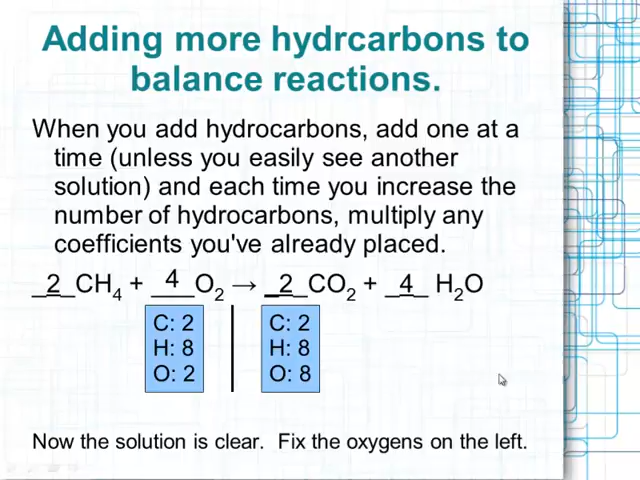 Adding more hydrcarbons to
balance reactions.
When you add hydrocarbons, add one at a
time (unless you easily see another
solution) and each time you increase the
number of hydrocarbons, multiply any
coefficients you've already placed.
_2_CH₄ + _4_O₂ → _2_CO₂ + _4_ H₂O
C: 2 C: 2
H: 8 H: 8
O: 2 O: 8
Now the solution is clear. Fix the oxygens on the left.